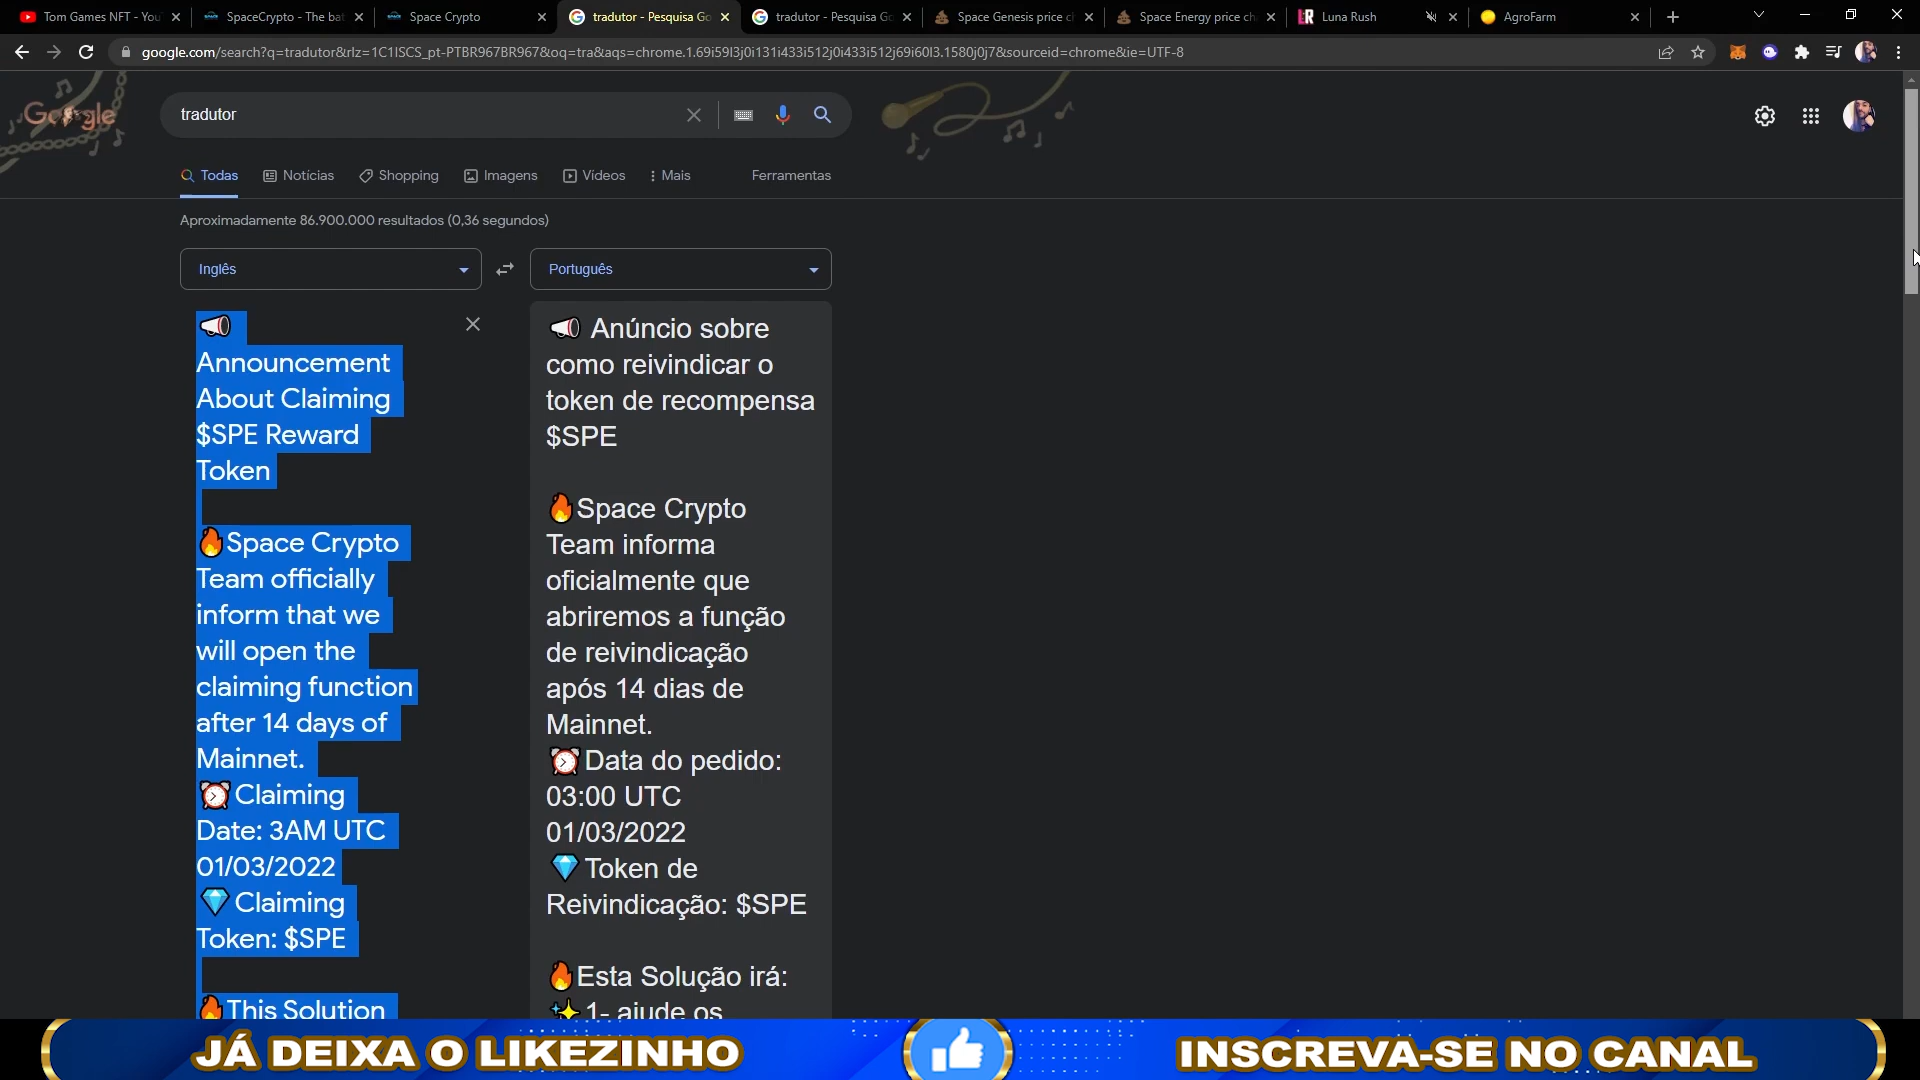 Tom Games NFT - You
SpaceCrypto - The bat
Space Crypto
tradutor - Pesquisa Go
tradutor - Pesquisa Go
Space Genesis price ch
Space Energy price ch
Luna Rush
AgroFarm
google.com/search?q=tradutor&rlz=1C1ISCS_pt-PTBR967BR967&oq=tra&aqs=chrome.1.69i59l3j0i131i433i512j0i433i512j69i60l3.1580j0j7&sourceid=chrome&ie=UTF-8
Google
tradutor
Todas
Notícias
Shopping
Imagens
Vídeos
Mais
Ferramentas
Aproximadamente 86.900.000 resultados (0,36 segundos)
Inglês
Português
📣
Announcement
About Claiming
$SPE Reward
Token
🔥Space Crypto
Team officially
inform that we
will open the
claiming function
after 14 days of
Mainnet.
⏰Claiming
Date: 3AM UTC
01/03/2022
💎Claiming
Token: $SPE
🔥This Solution
📣 Anúncio sobre
como reivindicar o
token de recompensa
$SPE
🔥Space Crypto
Team informa
oficialmente que
abriremos a função
de reivindicação
após 14 dias de
Mainnet.
⏰Data do pedido:
03:00 UTC
01/03/2022
💎Token de
Reivindicação: $SPE
🔥Esta Solução irá:
✨1- ajude os
JÁ DEIXA O LIKEZINHO
INSCREVA-SE NO CANAL